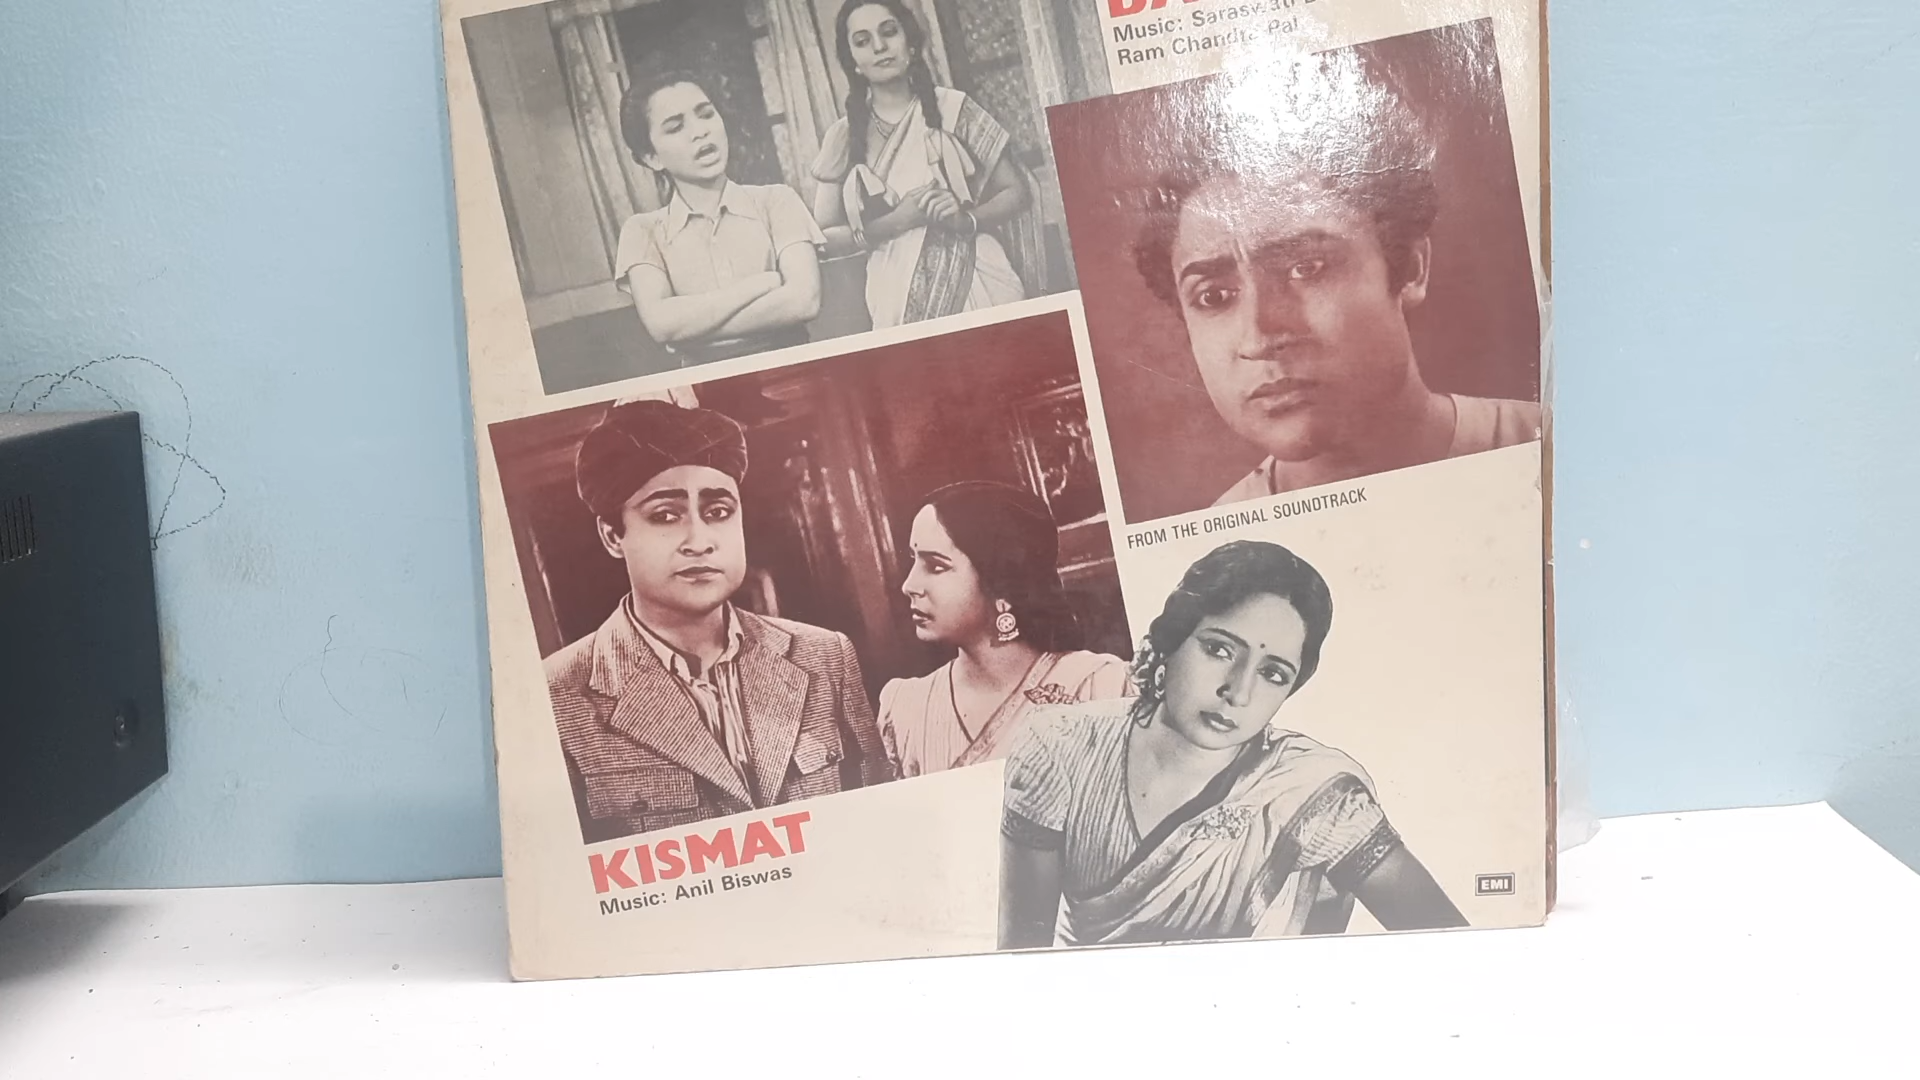 Music: Saraswati
Ram Chandra Pal
FROM THE ORIGINAL SOUNDTRACK
KISMAT
Music: Anil Biswas
EMI